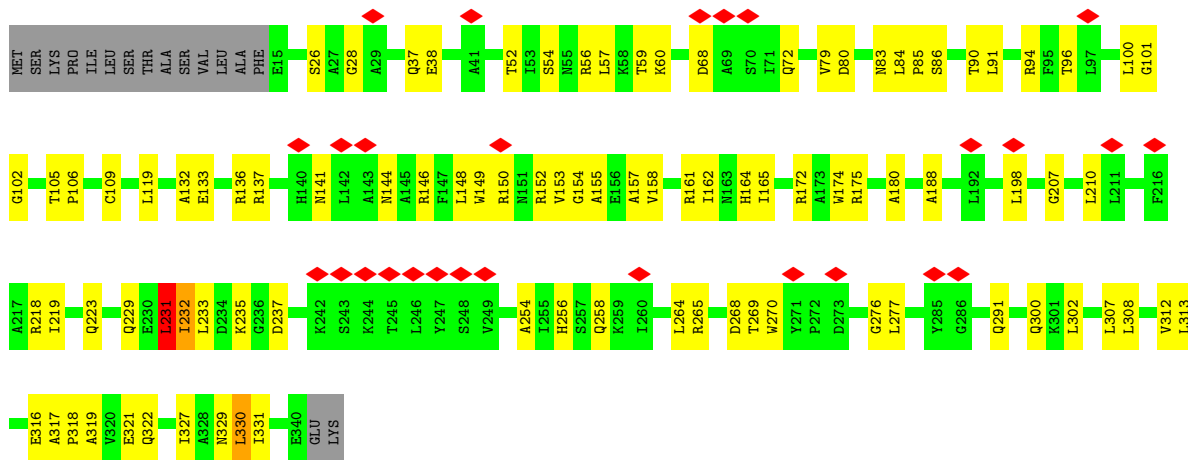 MET SER LYS PRO ILE LEU SER THR ALA SER VAL LEU ALA PHE E15 S26 A27 G28 A29 Q37 E38 A41 T52 I53 S54 N55 R56 L57 K58 T59 K60 D68 A69 S70 I71 Q72 V79 D80 N83 L84 P85 S86 T90 L91 R94 F95 T96 L97 L100 G101
G102 T105 P106 C109 L119 A132 E133 R136 R137 H140 N141 L142 A143 N144 A145 R146 F147 L148 W149 R150 N151 R152 V153 G154 A155 E156 A157 V158 R161 I162 N163 H164 I165 R172 A173 W174 R175 A180 A188 L192 L198 G207 L210 L211 F216
A217 R218 I219 Q223 Q229 E230 L231 I232 L233 D234 K235 G236 D237 K242 S243 K244 T245 L246 Y247 S248 V249 A254 I255 H256 S257 Q258 K259 I260 L264 R265 D268 T269 W270 Y271 P272 D273 G276 L277 Y285 G286 Q291 Q300 K301 L302 L307 L308 V312 L313
E316 A317 P318 A319 V320 E321 Q322 I327 A328 N329 L330 I331 E340 GLU LYS